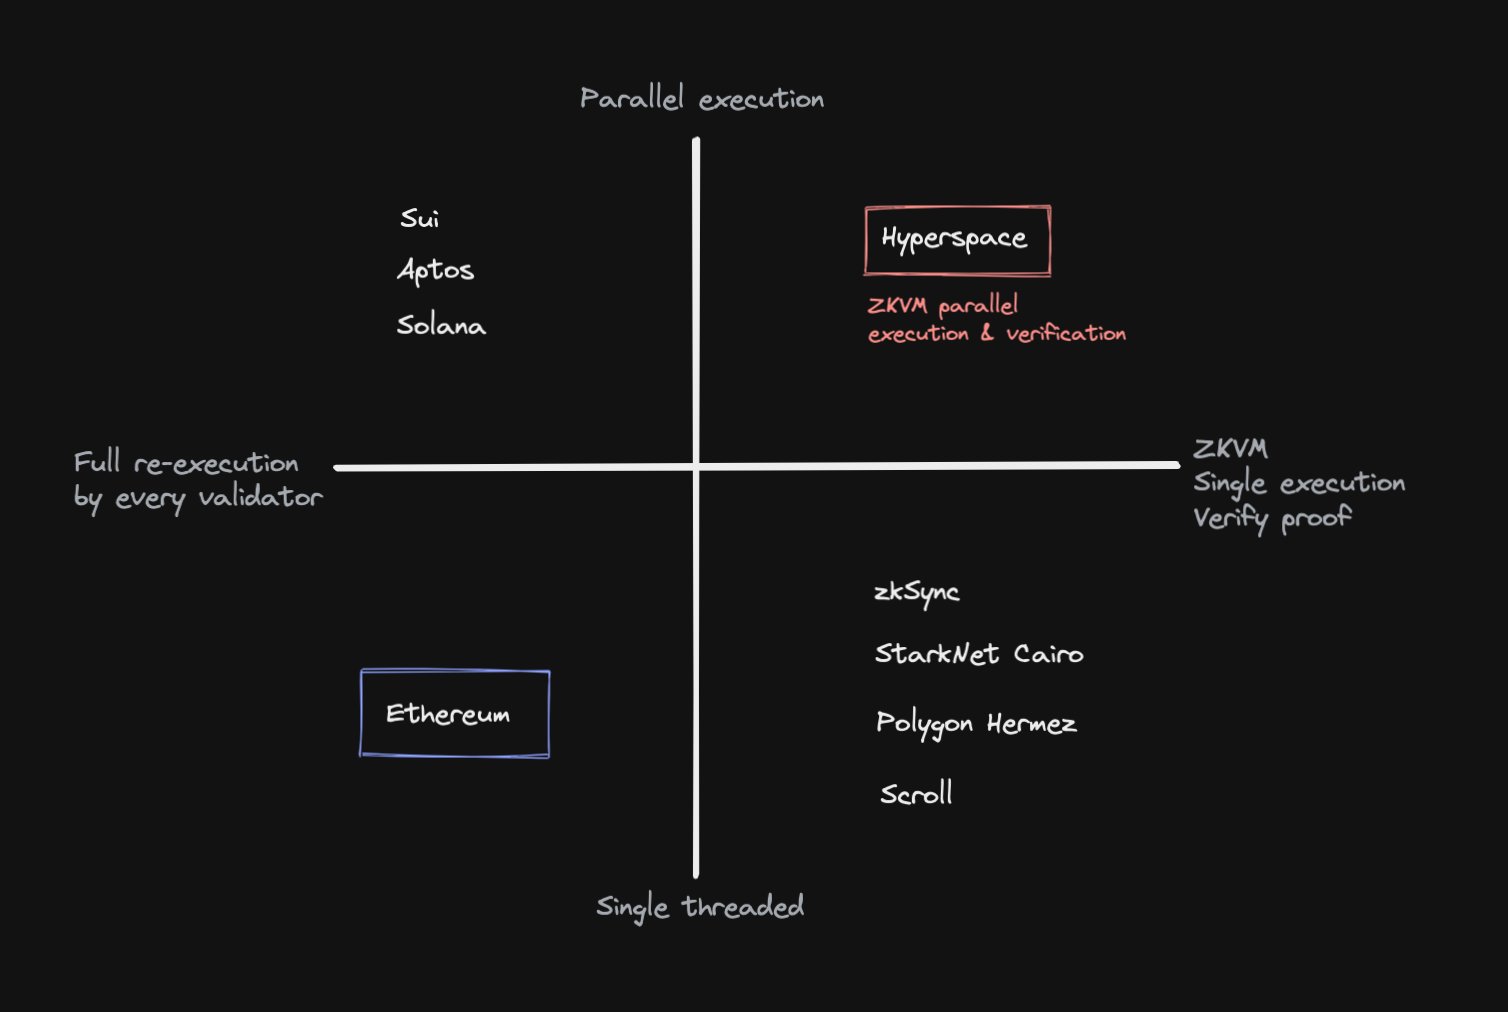 Parallel execution
Sui
Aptos
Solana
Hyperspace
ZKVM parallel
execution & verification
Full re-execution
by every validator
ZKVM
Single execution
Verify proof
Ethereum
zkSync
StarkNet Cairo
Polygon Hermez
Scroll
Single threaded